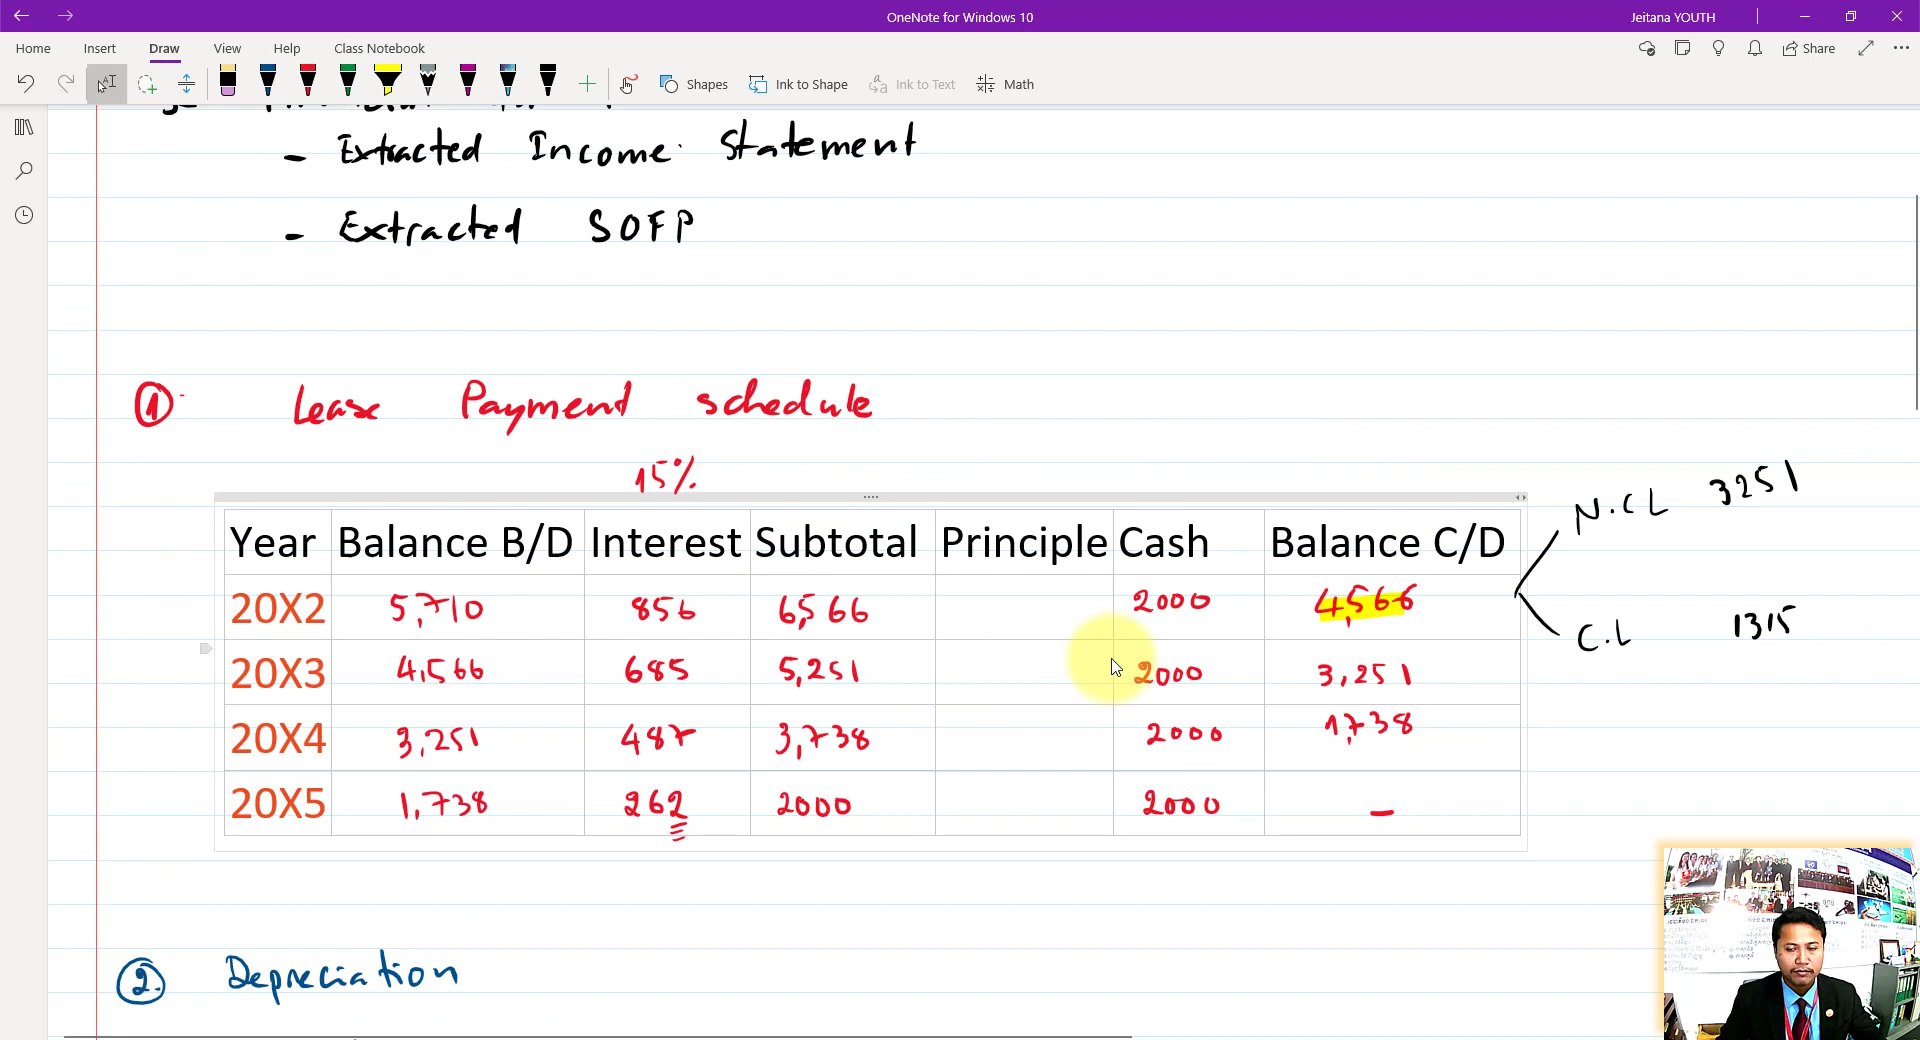 OneNote for Windows 10
Jeitana YOUTH
Home Insert Draw View Help Class Notebook
Share
Shapes Ink to Shape Ink to Text Math
- Extracted Income Statement
- Extracted SOFP
① Lease Payment schedule
15%
Year Balance B/D Interest Subtotal Principle Cash Balance C/D
20X2 5,710 856 6,566 2000 4,566
20X3 4,566 685 5,251 2000 3,251
20X4 3,251 487 3,738 2000 1,738
20X5 1,738 262 2000 2000 –
N.CL 3251
C.L 1315
②. Depreciation